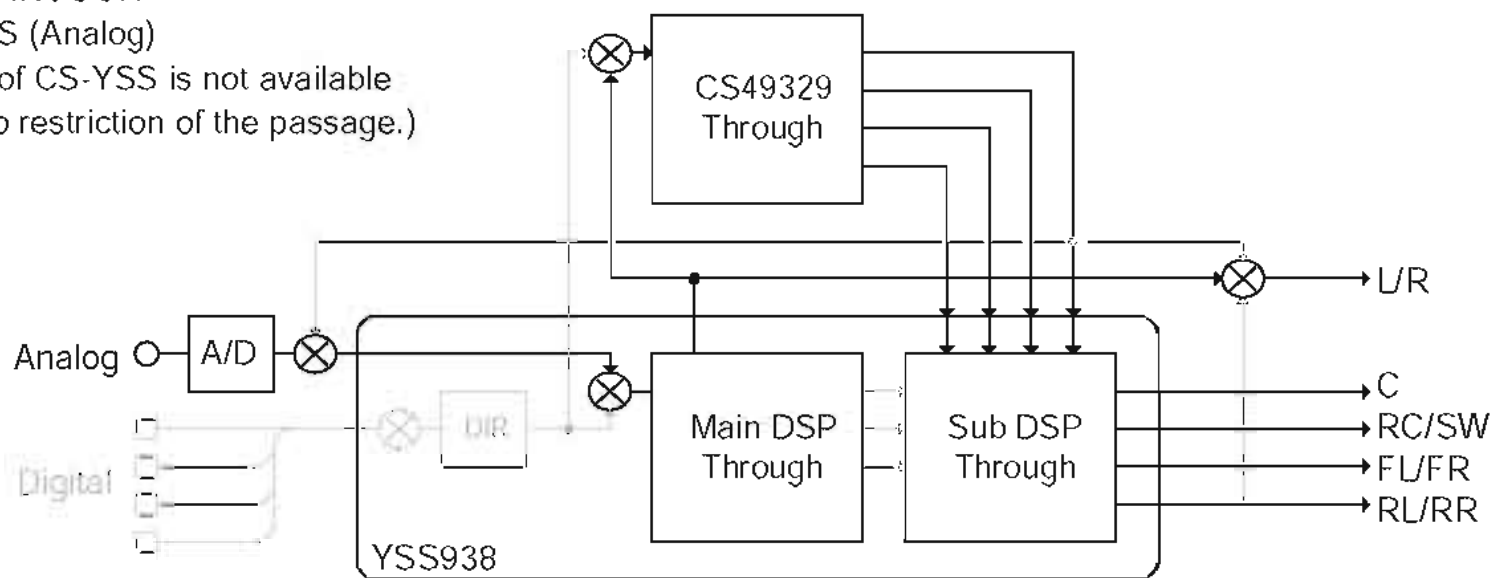 S (Analog)
of CS-YSS is not available
restriction of the passage.)
CS49329
Through
L/R
Analog
A/D
C
DIR
Main DSP
Through
Sub DSP
Through
RC/SW
FL/FR
Digital
RL/RR
YSS938